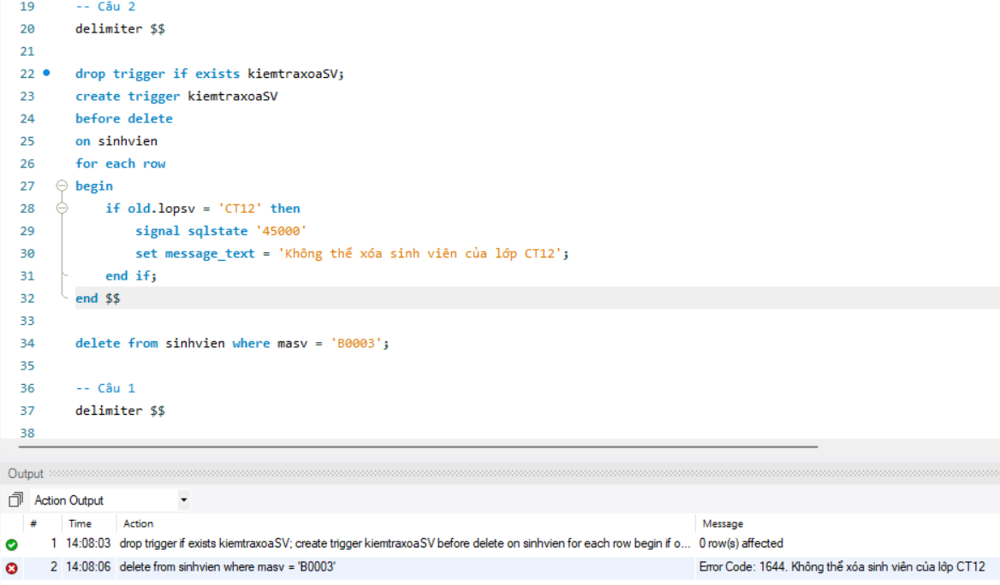 19 -- Câu 2
20 delimiter $$
21
22 drop trigger if exists kiemtraxoaSV;
23 create trigger kiemtraxoaSV
24 before delete
25 on sinhvien
26 for each row
27 begin
28 if old.lopsv = 'CT12' then
29 signal sqlstate '45000'
30 set message_text = 'Không thể xóa sinh viên của lớp CT12';
31 end if;
32 end $$
33
34 delete from sinhvien where masv = 'B0003';
35
36 -- Câu 1
37 delimiter $$
38
Output
Action Output
# Time Action Message
1 14:08:03 drop trigger if exists kiemtraxoaSV; create trigger kiemtraxoaSV before delete on sinhvien for each row begin if o... 0 row(s) affected
2 14:08:06 delete from sinhvien where masv = 'B0003' Error Code: 1644. Không thể xóa sinh viên của lớp CT12